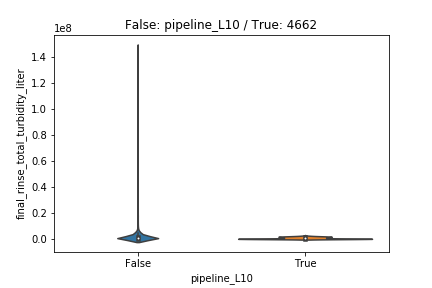 False: pipeline_L10 / True: 4662
1e8
1.4
1.2
1.0
0.8
0.6
0.4
0.2
0.0
final_rinse_total_turbidity_liter
False
True
pipeline_L10